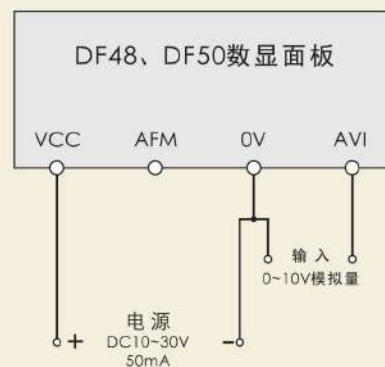 DF48、DF50数显面板
VCC AFM 0V AVI
输入
0~10V模拟量
电源
+ DC10~30V -
50mA